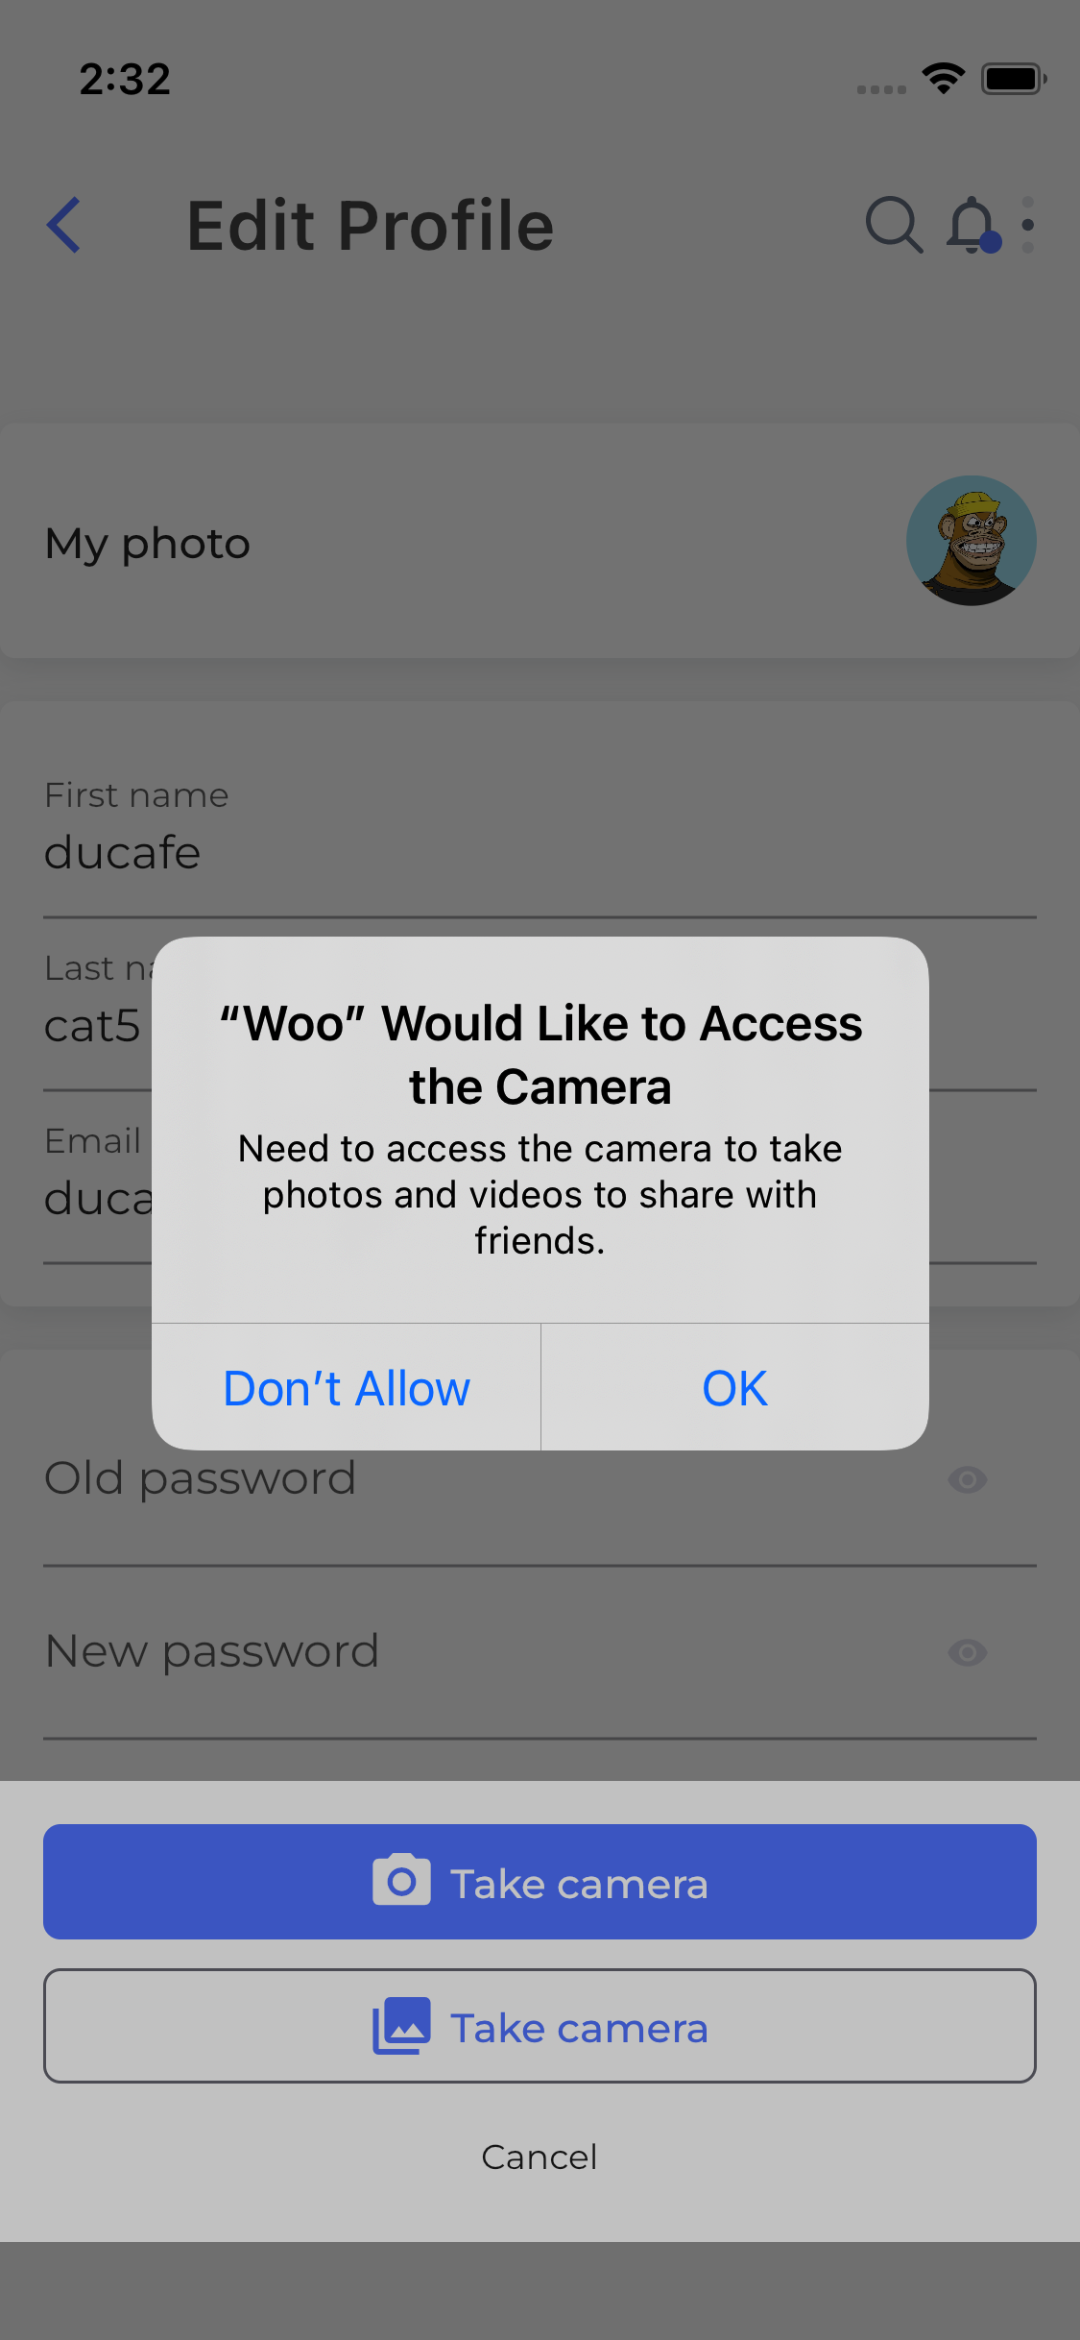 2:32
Edit Profile
My photo
First name
ducafe
Last
cat5
Email
“Woo” Would Like to Access
the Camera
Need to access the camera to take
photos and videos to share with
friends.
Don’t Allow
OK
Old password
New password
Take camera
Take camera
Cancel